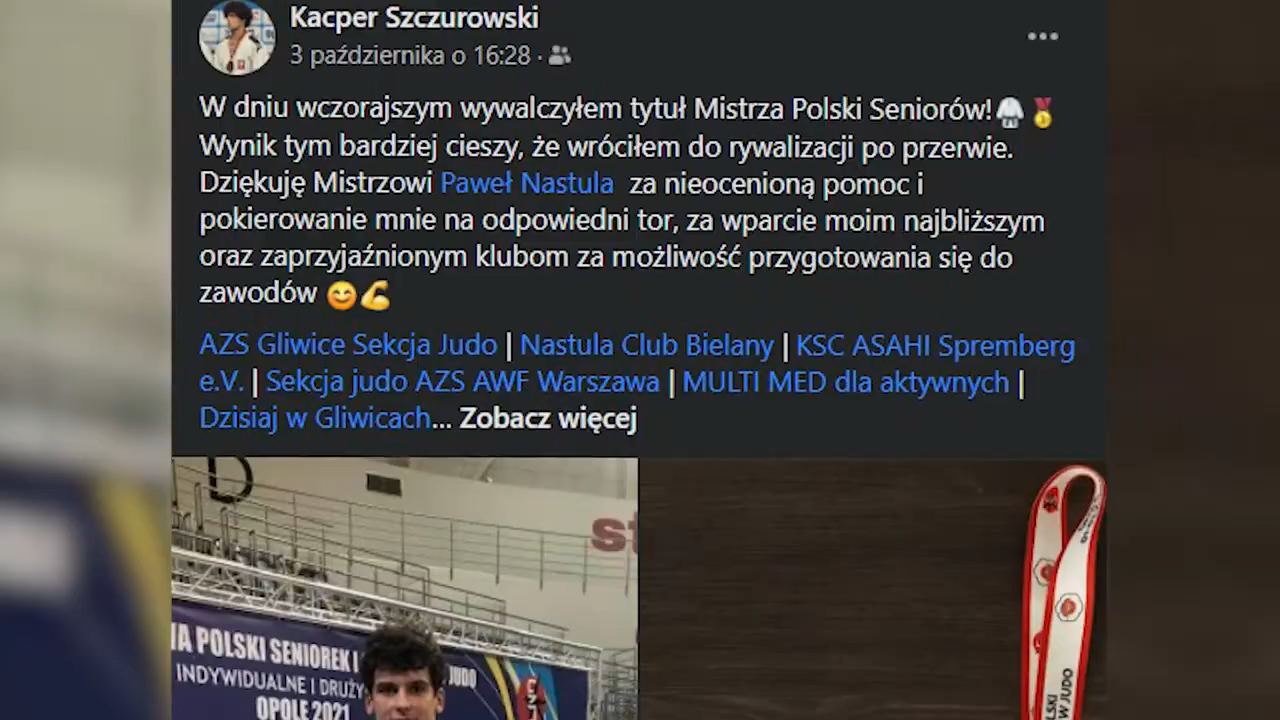 Kacper Szczurowski
3 października o 16:28 ·
W dniu wczorajszym wywalczyłem tytuł Mistrza Polski Seniorów!
Wynik tym bardziej cieszy, że wróciłem do rywalizacji po przerwie.
Dziękuję Mistrzowi Paweł Nastula za nieocenioną pomoc i
pokierowanie mnie na odpowiedni tor, za wparcie moim najbliższym
oraz zaprzyjaźnionym klubom za możliwość przygotowania się do
zawodów 😊💪
AZS Gliwice Sekcja Judo | Nastula Club Bielany | KSC ASAHI Spremberg
e.V. | Sekcja judo AZS AWF Warszawa | MULTI MED dla aktywnych |
Dzisiaj w Gliwicach... Zobacz więcej
D
st
A POLSKI SENIOREK I JUDO
INDYWIDUALNE I DRUŻY
OPOLE 2021
LSKI
W JUDO